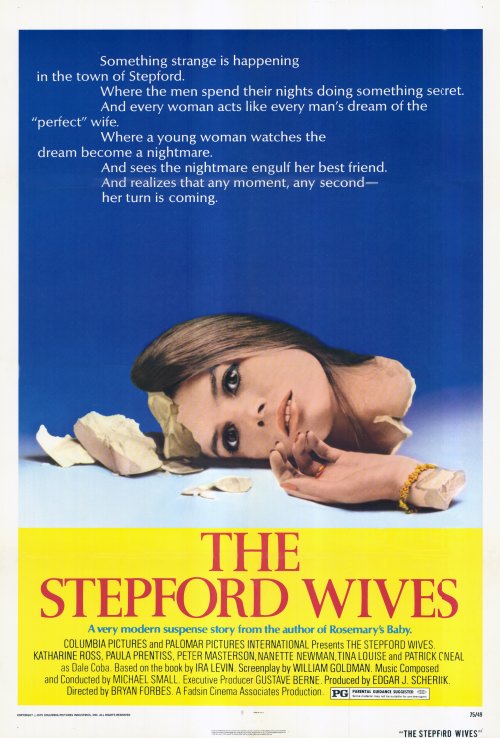 Something strange is happening
in the town of Stepford.
Where the men spend their nights doing something secret.
And every woman acts like every man's dream of the
"perfect" wife.
Where a young woman watches the
dream become a nightmare.
And sees the nightmare engulf her best friend.
And realizes that any moment, any second—
her turn is coming.
THE
STEPFORD WIVES
A very modern suspense story from the author of Rosemary's Baby.
COLUMBIA PICTURES and PALOMAR PICTURES INTERNATIONAL Presents THE STEPFORD WIVES.
KATHARINE ROSS, PAULA PRENTISS, PETER MASTERSON, NANETTE NEWMAN, TINA LOUISE and PATRICK O'NEAL
as Dale Coba. Based on the book by IRA LEVIN. Screenplay by WILLIAM GOLDMAN. Music Composed
and Conducted by MICHAEL SMALL. Executive Producer GUSTAVE BERNE. Produced by EDGAR J. SCHERICK.
Directed by BRYAN FORBES. A Fadsin Cinema Associates Production.
PG PARENTAL GUIDANCE SUGGESTED
75/49
"THE STEPFORD WIVES"